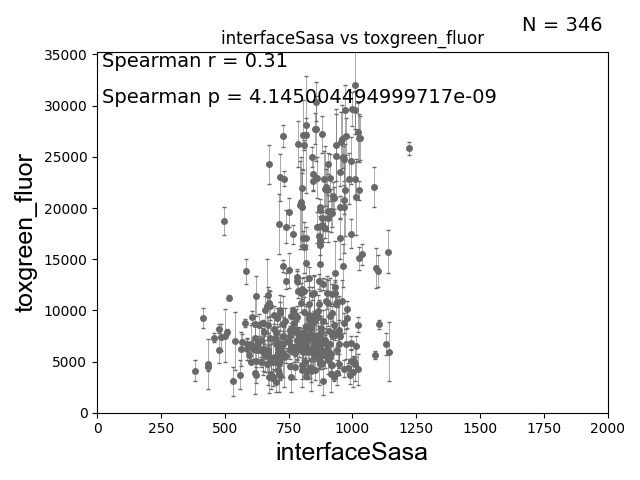 N = 346
interfaceSasa vs toxgreen_fluor
Spearman r = 0.31
Spearman p = 4.145004494999717e-09
toxgreen_fluor
35000
30000
25000
20000
15000
10000
5000
0
0 250 500 750 1000 1250 1500 1750 2000
interfaceSasa